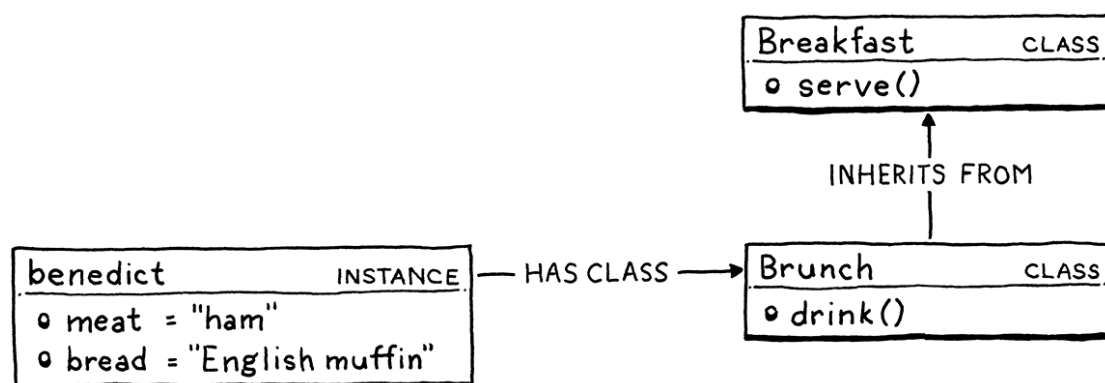 Breakfast CLASS
serve()
INHERITS FROM
benedict INSTANCE
meat = "ham"
bread = "English muffin"
HAS CLASS
Brunch CLASS
drink()